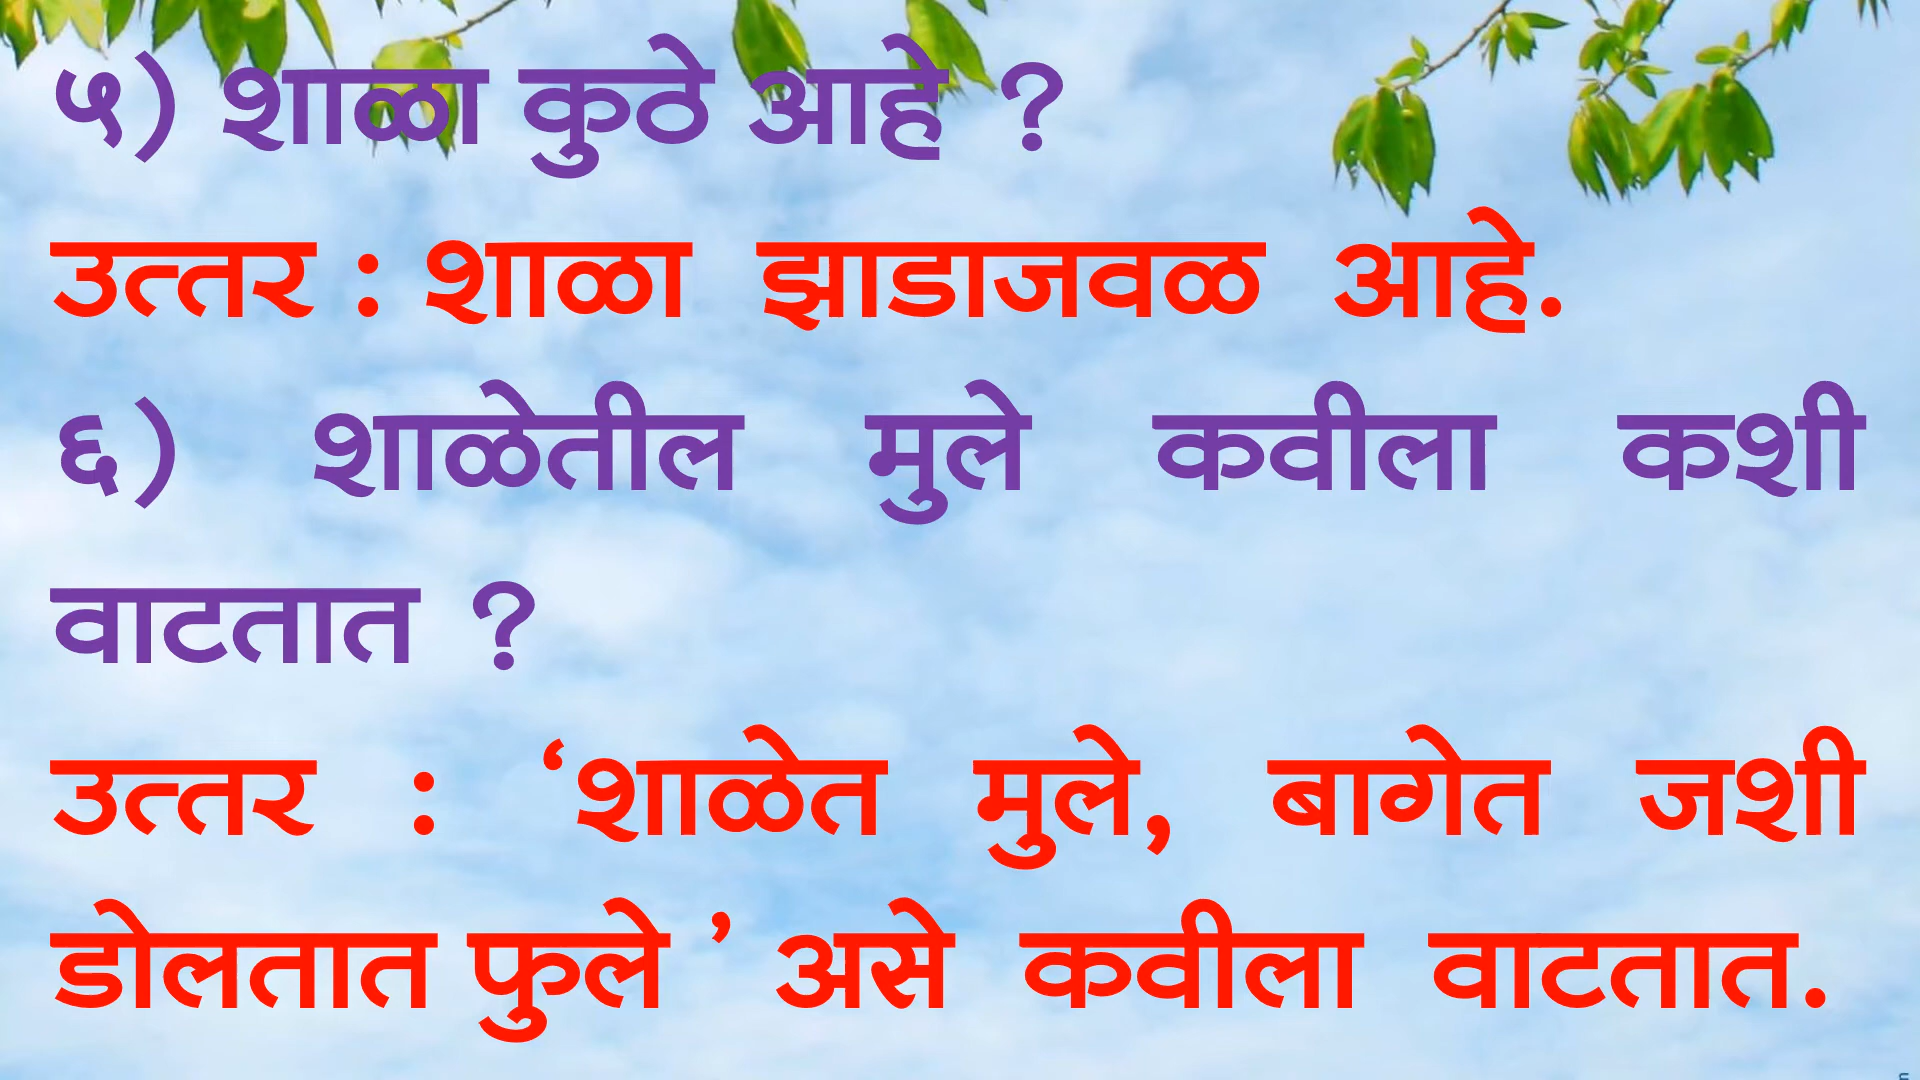 ५) शाळा कुठे आहे ?
उत्तर : शाळा झाडाजवळ आहे.
६) शाळेतील मुले कवीला कशी
वाटतात ?
उत्तर : ‘शाळेत मुले, बागेत जशी
डोलतात फुले ’ असे कवीला वाटतात.